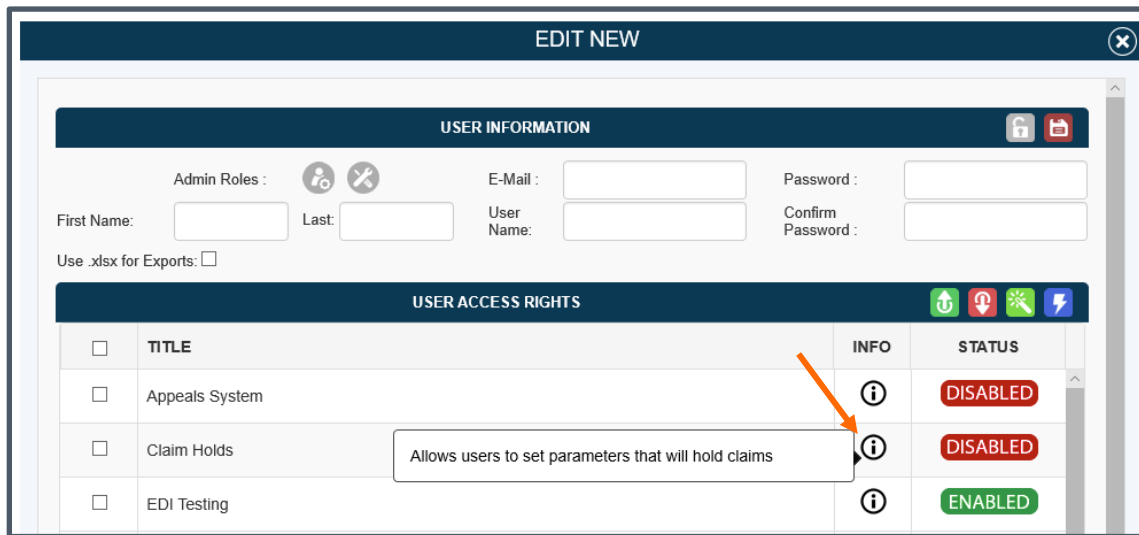 EDIT NEW
USER INFORMATION
Admin Roles :
E-Mail :
Password :
First Name:
Last:
User
Name:
Confirm
Password :
Use .xlsx for Exports:
USER ACCESS RIGHTS
TITLE INFO STATUS
Appeals System DISABLED
Claim Holds Allows users to set parameters that will hold claims DISABLED
EDI Testing ENABLED